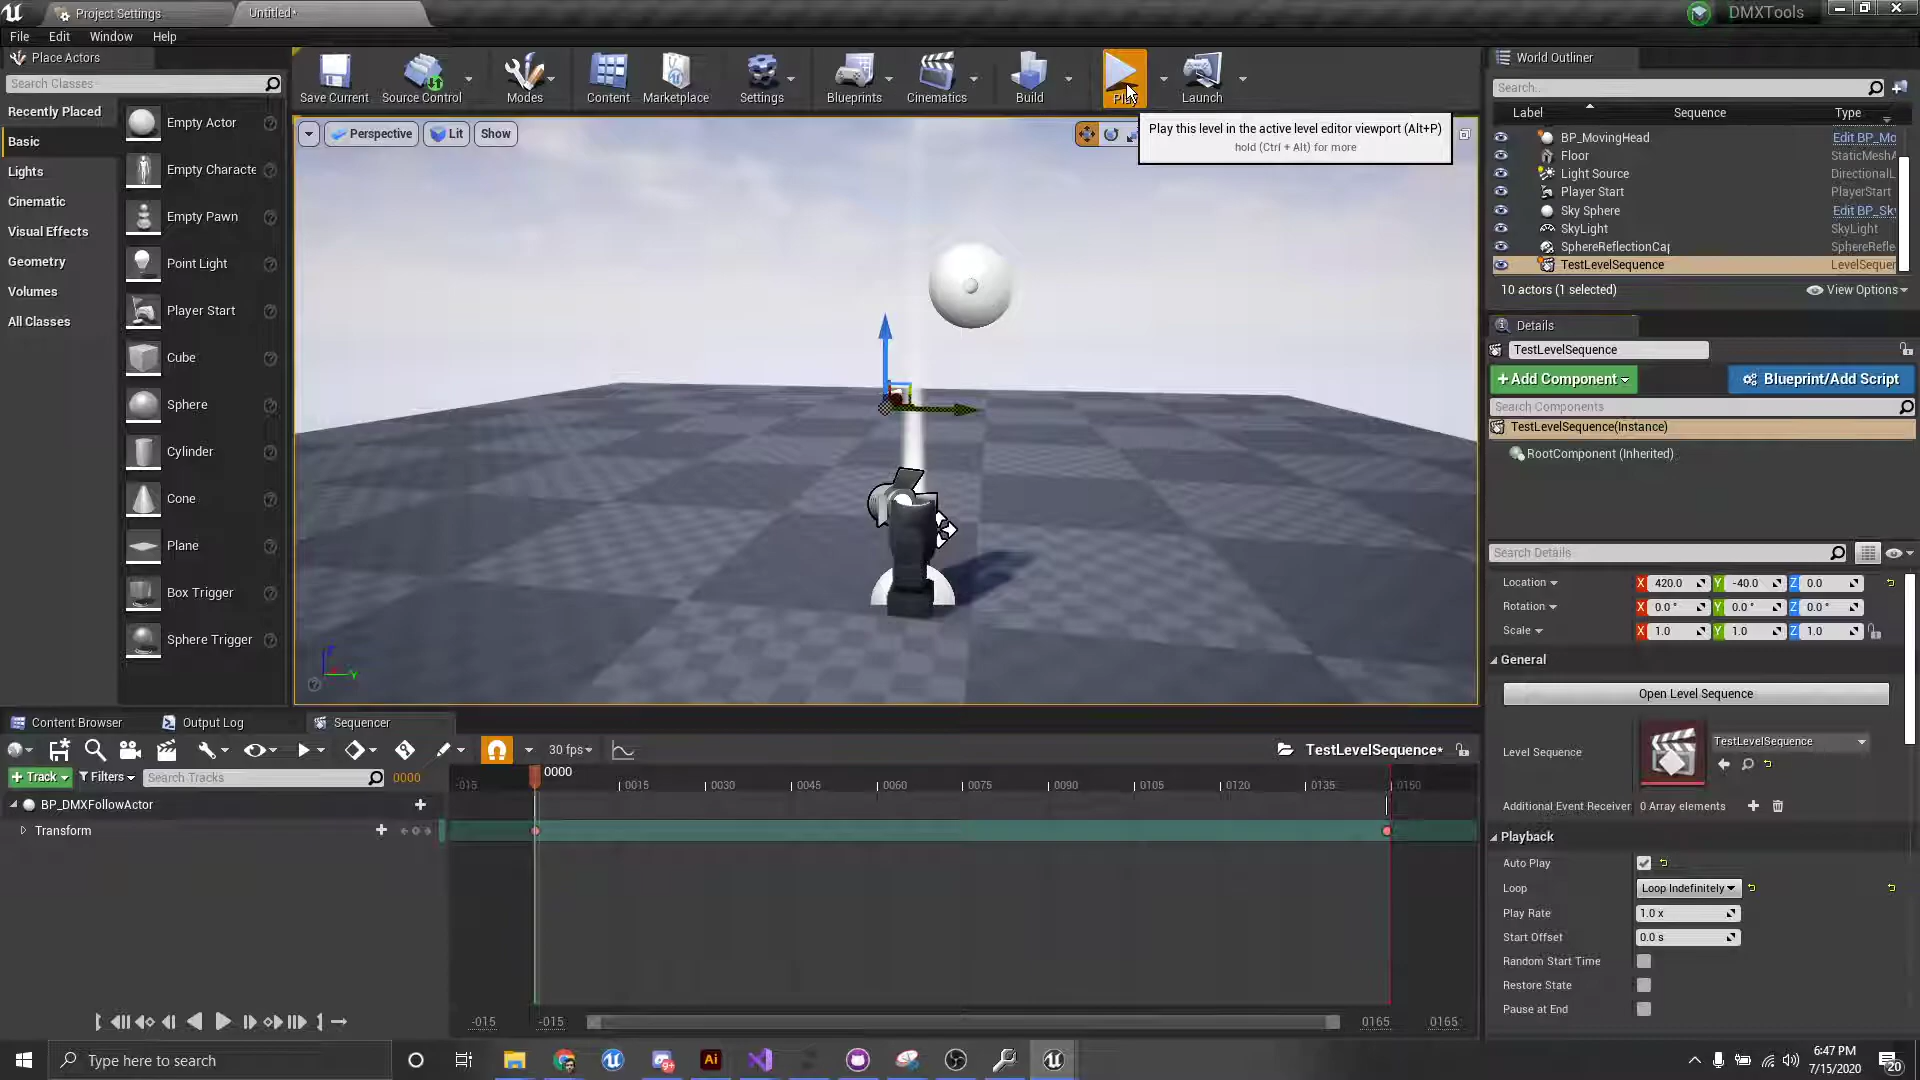 Project Settings
Untitled*
DMXTools
File Edit Window Help
Place Actors
Search Classes
Recently Placed
Basic
Lights
Cinematic
Visual Effects
Geometry
Volumes
All Classes
Empty Actor
Empty Characte
Empty Pawn
Point Light
Player Start
Cube
Sphere
Cylinder
Cone
Plane
Box Trigger
Sphere Trigger
Save Current
Source Control
Modes
Content
Marketplace
Settings
Blueprints
Cinematics
Build
Launch
Perspective
Lit
Show
Play this level in the active level editor viewport (Alt+P)
hold (Ctrl + Alt) for more
World Outliner
Search...
Label Sequence Type
BP_MovingHead Edit BP_Mo
Floor StaticMeshA
Light Source DirectionalL
Player Start PlayerStart
Sky Sphere Edit BP_Sky
SkyLight SkyLight
SphereReflectionCap SphereRefle
TestLevelSequence LevelSequen
10 actors (1 selected) View Options
Details
TestLevelSequence
+Add Component
Blueprint/Add Script
Search Components
TestLevelSequence(Instance)
RootComponent (Inherited)
Search Details
Location X 420.0 Y -40.0 Z 0.0
Rotation X 0.0 ° Y 0.0 ° Z 0.0 °
Scale X 1.0 Y 1.0 Z 1.0
General
Open Level Sequence
Level Sequence TestLevelSequence
Additional Event Receiver 0 Array elements
Playback
Auto Play
Loop Loop Indefinitely
Play Rate 1.0 x
Start Offset 0.0 s
Random Start Time
Restore State
Pause at End
Content Browser
Output Log
Sequencer
30 fps
TestLevelSequence*
+ Track
Filters
Search Tracks
0000
-015 0000 0015 0030 0045 0060 0075 0090 0105 0120 0135 0150
BP_DMXFollowActor
Transform
-015 -015 0165 0165
Type here to search
Ai
9+
6:47 PM
7/15/2020
20